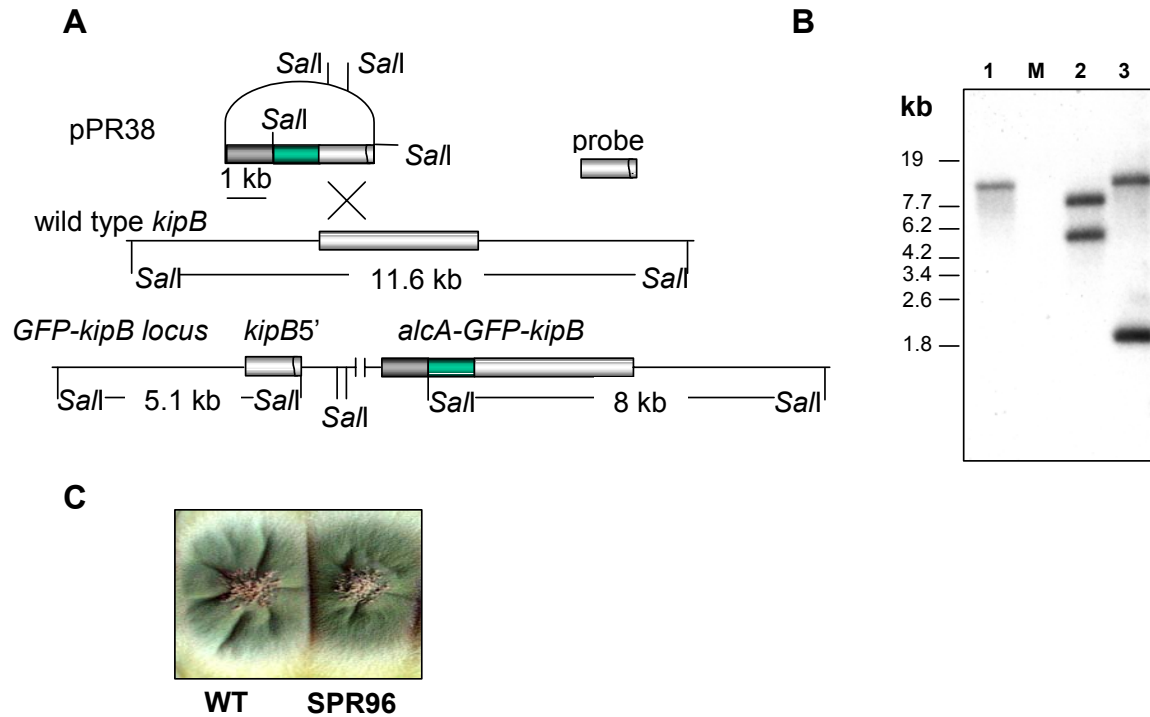 A
SalI SalI
pPR38
SalI
SalI
1 kb
probe
wild type kipB
SalI 11.6 kb SalI
GFP-kipB locus kipB5’ alcA-GFP-kipB
SalI 5.1 kb SalI SalI 8 kb SalI
SalI
B
1 M 2 3
kb
19
7.7
6.2
4.2
3.4
2.6
1.8
C
WT SPR96